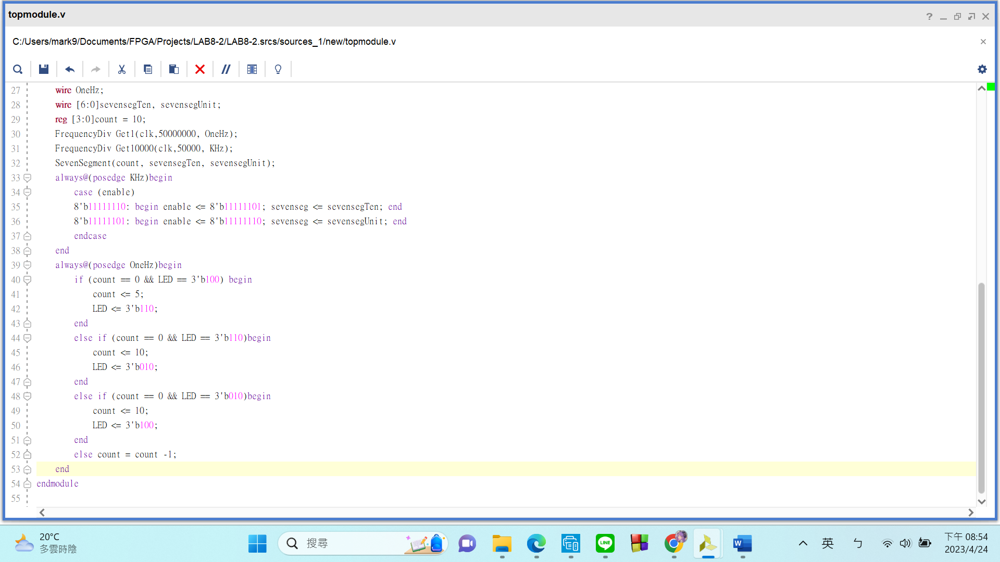 topmodule.v
C:/Users/mark9/Documents/FPGA/Projects/LAB8-2/LAB8-2.srcs/sources_1/new/topmodule.v
27 wire OneHz;
28 wire [6:0]sevensegTen, sevensegUnit;
29 reg [3:0]count = 10;
30 FrequencyDiv Get1(clk,50000000, OneHz);
31 FrequencyDiv Get10000(clk,50000, KHz);
32 SevenSegment(count, sevensegTen, sevensegUnit);
33 always@(posedge KHz)begin
34 case (enable)
35 8'b11111110: begin enable <= 8'b11111101; sevenseg <= sevensegTen; end
36 8'b11111101: begin enable <= 8'b11111110; sevenseg <= sevensegUnit; end
37 endcase
38 end
39 always@(posedge OneHz)begin
40 if (count == 0 && LED == 3'b100) begin
41 count <= 5;
42 LED <= 3'b110;
43 end
44 else if (count == 0 && LED == 3'b110)begin
45 count <= 10;
46 LED <= 3'b010;
47 end
48 else if (count == 0 && LED == 3'b010)begin
49 count <= 10;
50 LED <= 3'b100;
51 end
52 else count = count -1;
53 end
54 endmodule
55
20°C
多雲時陰
搜尋
LINE
W
英
ㄅ
下午 08:54
2023/4/24